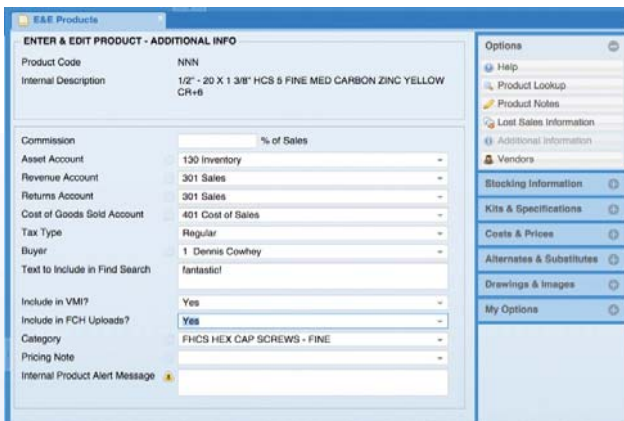 E&E Products
ENTER & EDIT PRODUCT - ADDITIONAL INFO
Product Code NNN
Internal Description 1/2" - 20 X 1 3/8" HCS 5 FINE MED CARBON ZINC YELLOW
CR+6
Commission % of Sales
Asset Account 130 Inventory
Revenue Account 301 Sales
Returns Account 301 Sales
Cost of Goods Sold Account 401 Cost of Sales
Tax Type Regular
Buyer 1 Dennis Cowhey
Text to Include in Find Search fantastic!
Include in VMI? Yes
Include in FCH Uploads? Yes
Category FHCS HEX CAP SCREWS - FINE
Pricing Note
Internal Product Alert Message
Options
Help
Product Lookup
Product Notes
Lost Sales Information
Additional Information
Vendors
Stocking Information
Kits & Specifications
Costs & Prices
Alternates & Substitutes
Drawings & Images
My Options